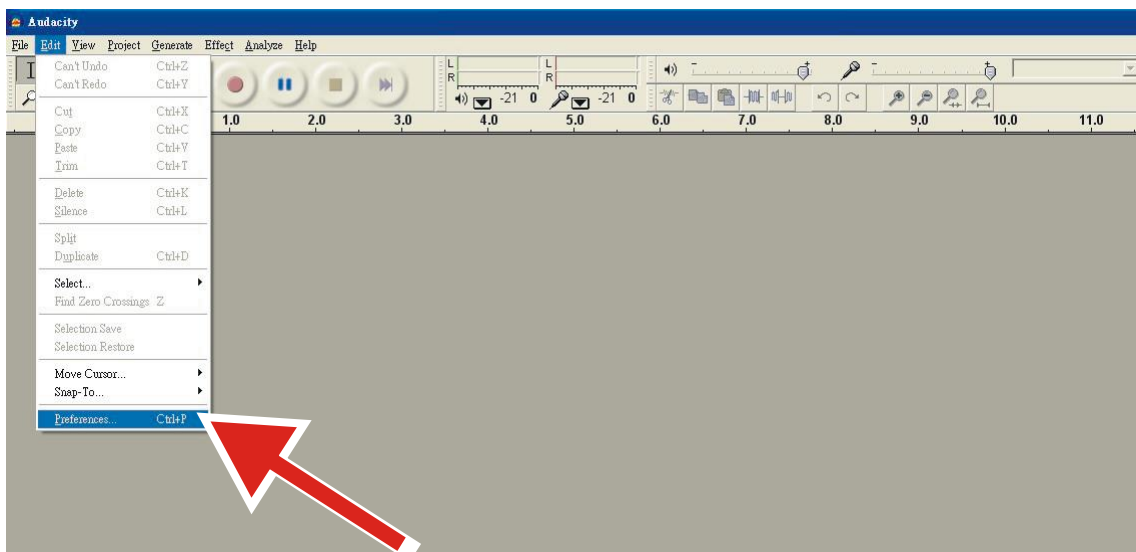 Audacity
File Edit View Project Generate Effect Analyze Help
Can't Undo Ctrl+Z
Can't Redo Ctrl+Y
Cut Ctrl+X
Copy Ctrl+C
Paste Ctrl+V
Trim Ctrl+T
Delete Ctrl+K
Silence Ctrl+L
Split
Duplicate Ctrl+D
Select...
Find Zero Crossings Z
Selection Save
Selection Restore
Move Cursor...
Snap-To...
Preferences... Ctrl+P
L L
R R
-21 0 -21 0
1.0 2.0 3.0 4.0 5.0 6.0 7.0 8.0 9.0 10.0 11.0